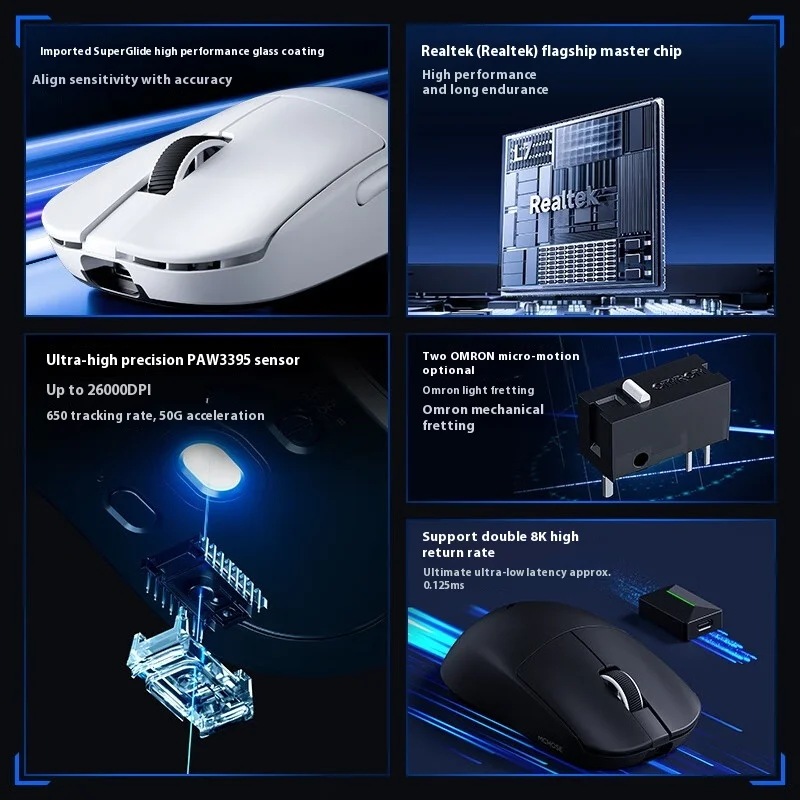 Imported SuperGlide high performance glass coating
Align sensitivity with accuracy
Realtek (Realtek) flagship master chip
High performance
and long endurance
L7
Realtek
Ultra-high precision PAW3395 sensor
Up to 26000DPI
650 tracking rate, 50G acceleration
Two OMRON micro-motion
optional
Omron light fretting
Omron mechanical
fretting
OMRON
Support double 8K high
return rate
Ultimate ultra-low latency approx.
0.125ms
MCHOSE